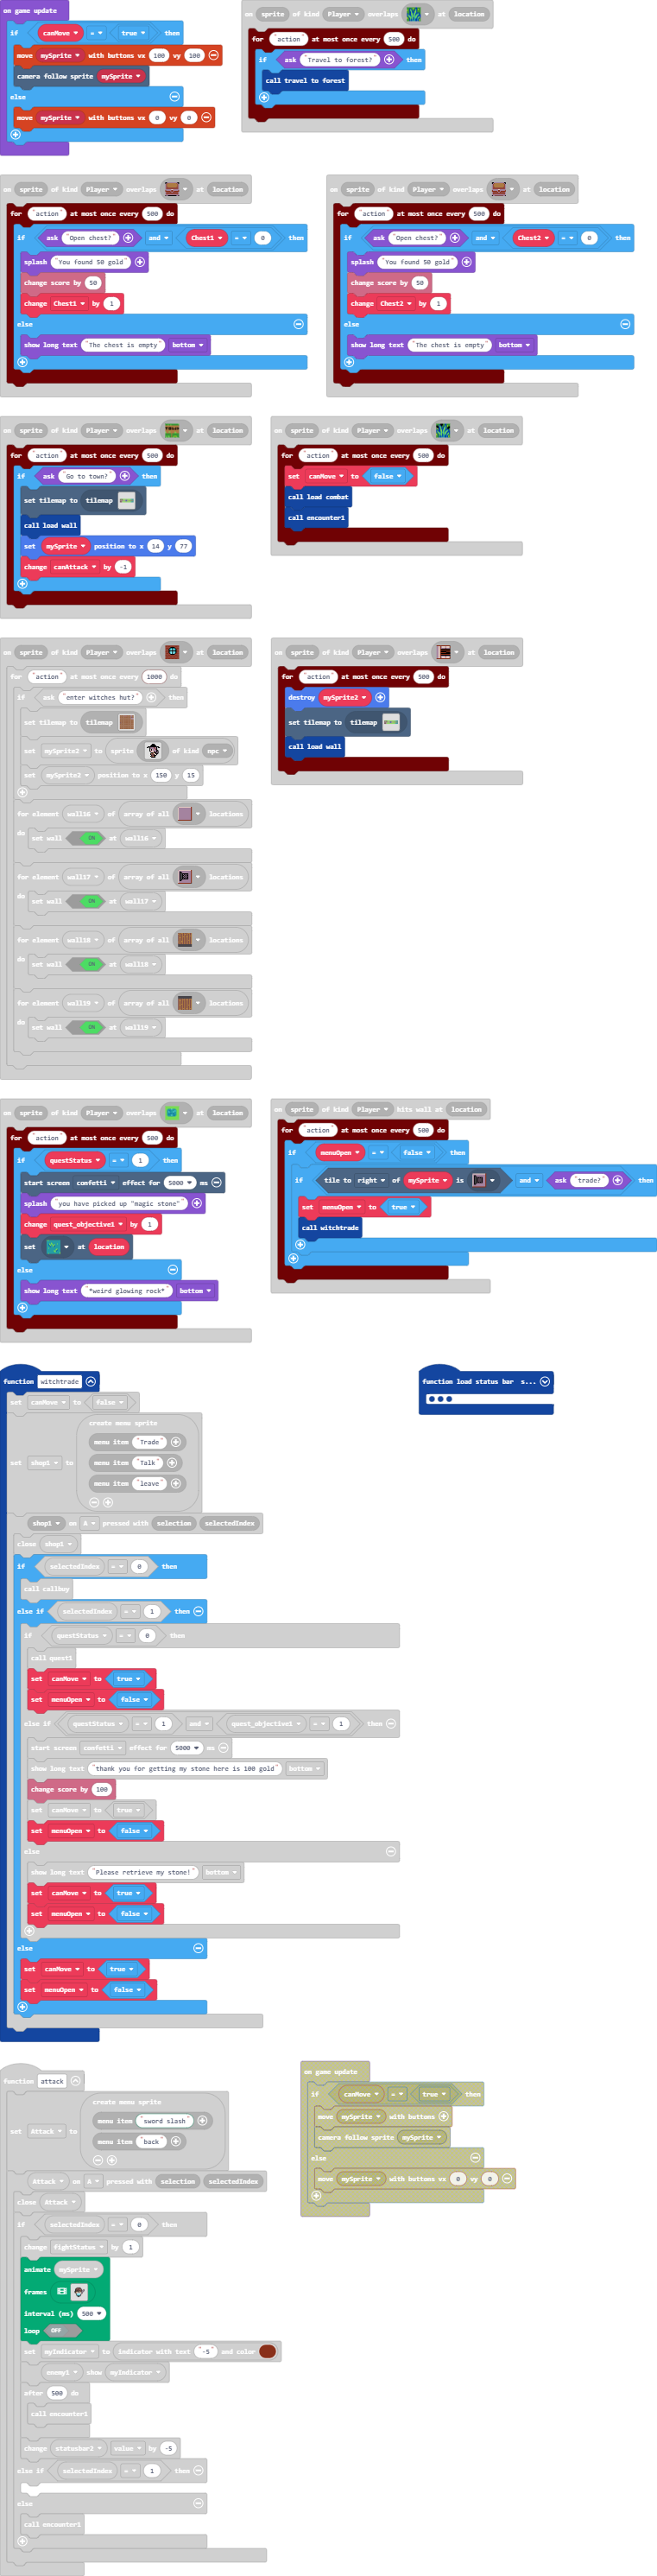 on game update
if canMove = true then
move mySprite with buttons vx 100 vy 100
camera follow sprite mySprite
else
move mySprite with buttons vx 0 vy 0
on sprite of kind Player overlaps at location
for "action" at most once every 500 do
if ask "Travel to forest?" then
call travel to forest
on sprite of kind Player overlaps at location
for "action" at most once every 500 do
if ask "Open chest?" and Chest1 = 0 then
splash "You found 50 gold"
change score by 50
change Chest1 by 1
else
show long text "The chest is empty" bottom
on sprite of kind Player overlaps at location
for "action" at most once every 500 do
if ask "Open chest?" and Chest2 = 0 then
splash "You found 50 gold"
change score by 50
change Chest2 by 1
else
show long text "The chest is empty" bottom
on sprite of kind Player overlaps at location
for "action" at most once every 500 do
if ask "Go to town?" then
set tilemap to tilemap
call load wall
set mySprite position to x 14 y 77
change canAttack by -1
on sprite of kind Player overlaps at location
for "action" at most once every 500 do
set canMove to false
call load combat
call encounter1
on sprite of kind Player overlaps at location
for "action" at most once every 1000 do
if ask "enter witches hut?" then
set tilemap to tilemap
set mySprite2 to sprite of kind npc
set mySprite2 position to x 150 y 15
for element wall16 of array of all locations
do set wall ON at wall16
for element wall17 of array of all locations
do set wall ON at wall17
for element wall18 of array of all locations
do set wall ON at wall18
for element wall19 of array of all locations
do set wall ON at wall19
on sprite of kind Player overlaps at location
for "action" at most once every 500 do
destroy mySprite2
set tilemap to tilemap
call load wall
on sprite of kind Player overlaps at location
for "action" at most once every 500 do
if questStatus = 1 then
start screen confetti effect for 5000 ms
splash "you have picked up "magic stone"
change quest_objective1 by 1
set at location
else
show long text "*weird glowing rock*" bottom
on sprite of kind Player hits wall at location
for "action" at most once every 500 do
if menuOpen = false then
if tile to right of mySprite is and ask "trade?" then
set menuOpen to true
call witchtrade
function witchtrade
set canMove to false
set shop1 to create menu sprite
menu item "Trade"
menu item "Talk"
menu item "leave"
shop1 on A pressed with selection selectedIndex
close shop1
if selectedIndex = 0 then
call callbuy
else if selectedIndex = 1 then
if questStatus = 0 then
call quest1
set canMove to true
set menuOpen to false
else if questStatus = 1 and quest_objective1 = 1 then
start screen confetti effect for 5000 ms
show long text "thank you for getting my stone here is 100 gold" bottom
change score by 100
set canMove to true
set menuOpen to false
else
show long text "Please retrieve my stone!" bottom
set canMove to true
set menuOpen to false
else
set canMove to true
set menuOpen to false
function load status bar s...
function attack
set Attack to create menu sprite
menu item "sword slash"
menu item "back"
Attack on A pressed with selection selectedIndex
close Attack
if selectedIndex = 0 then
change fightStatus by 1
animate mySprite
frames
interval (ms) 500
loop OFF
set myIndicator to indicator with text "-5" and color
enemy1 show myIndicator
after 500 do
call encounter1
change statusbar2 value by -5
else if selectedIndex = 1 then
else
call encounter1
on game update
if canMove = true then
move mySprite with buttons
camera follow sprite mySprite
else
move mySprite with buttons vx 0 vy 0